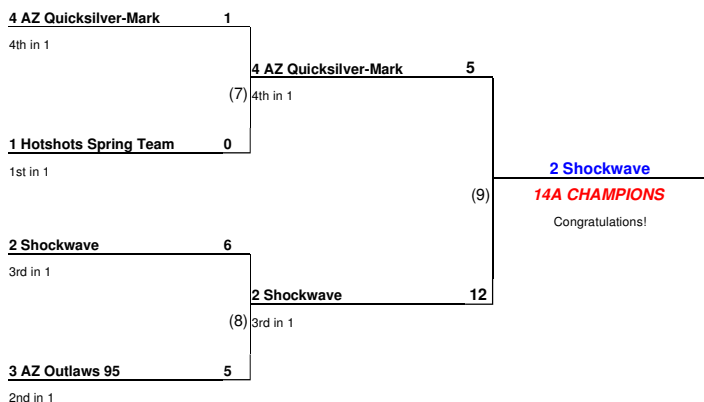 4 AZ Quicksilver-Mark 1
4th in 1
4 AZ Quicksilver-Mark 5
(7) 4th in 1
1 Hotshots Spring Team 0
1st in 1
2 Shockwave
(9) 14A CHAMPIONS
Congratulations!
2 Shockwave 6
3rd in 1
2 Shockwave 12
(8) 3rd in 1
3 AZ Outlaws 95 5
2nd in 1